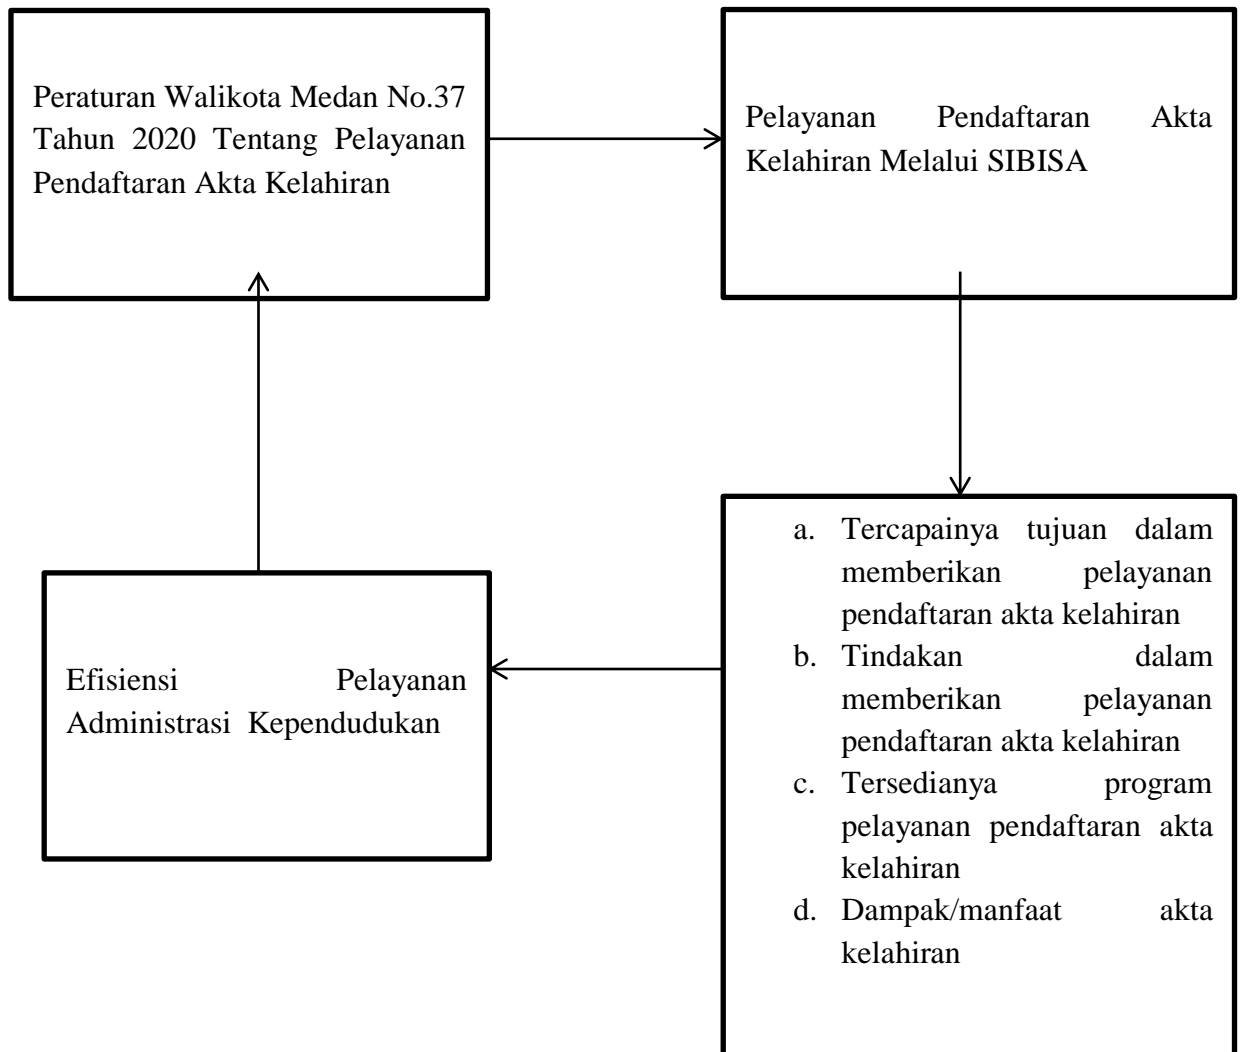 Peraturan Walikota Medan No.37
Tahun 2020 Tentang Pelayanan
Pendaftaran Akta Kelahiran
Pelayanan Pendaftaran Akta
Kelahiran Melalui SIBISA
a. Tercapainya tujuan dalam
memberikan pelayanan
pendaftaran akta kelahiran
b. Tindakan dalam
memberikan pelayanan
pendaftaran akta kelahiran
c. Tersedianya program
pelayanan pendaftaran akta
kelahiran
d. Dampak/manfaat akta
kelahiran
Efisiensi Pelayanan
Administrasi Kependudukan